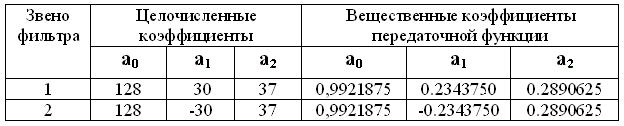 Звено фильтра Целочисленные коэффициенты Вещественные коэффициенты передаточной функции
a0 a1 a2 a0 a1 a2
1 128 30 37 0,9921875 0.2343750 0.2890625
2 128 -30 37 0,9921875 -0.2343750 0.2890625